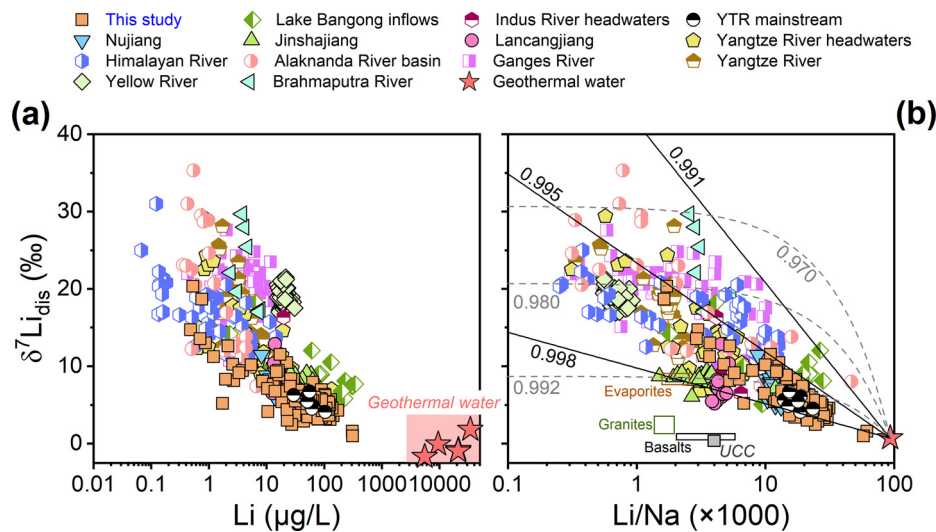 This study
Lake Bangong inflows
Indus River headwaters
YTR mainstream
Nujiang
Jinshajiang
Lancangjiang
Yangtze River headwaters
Himalayan River
Alaknanda River basin
Ganges River
Yangtze River
Yellow River
Brahmaputra River
Geothermal water
(a)
(b)
40
30
20
10
0
δ⁷Li_dis (‰)
Geothermal water
0.01 0.1 1 10 100 1000 10000
Li (μg/L)
0.991
0.995
0.970
0.980
0.998
0.992
Evaporites
Granites
Basalts
UCC
0.1 1 10 100
Li/Na (×1000)